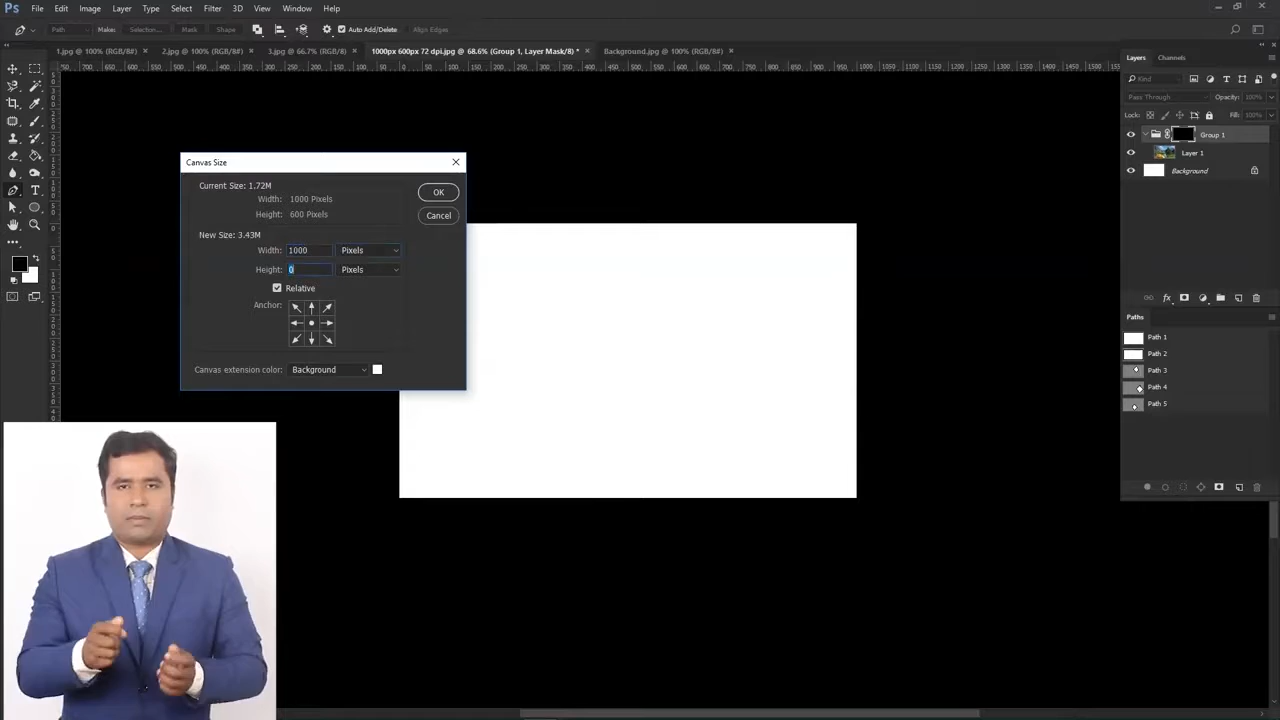 Ps File Edit Image Layer Type Select Filter 3D View Window Help
Path Make: Selection... Mask Shape Auto Add/Delete Align Edges
1.jpg @ 100% (RGB/8#) × 2.jpg @ 100% (RGB/8#) × 3.jpg @ 66.7% (RGB/8#) × 1000px 600px 72 dpi.jpg @ 68.6% (Group 1, Layer Mask/8) * × Background.jpg @ 100% (RGB/8#) ×
Layers Channels
Kind
Pass Through Opacity: 100%
Lock: Fill: 100%
Group 1
Layer 1
Background
Canvas Size
Current Size: 1.72M
Width: 1000 Pixels
Height: 600 Pixels
OK
Cancel
New Size: 3.43M
Width: 1000 Pixels
Height: 0 Pixels
Relative
Anchor:
Canvas extension color: Background
fx
Paths
Path 1
Path 2
Path 3
Path 4
Path 5